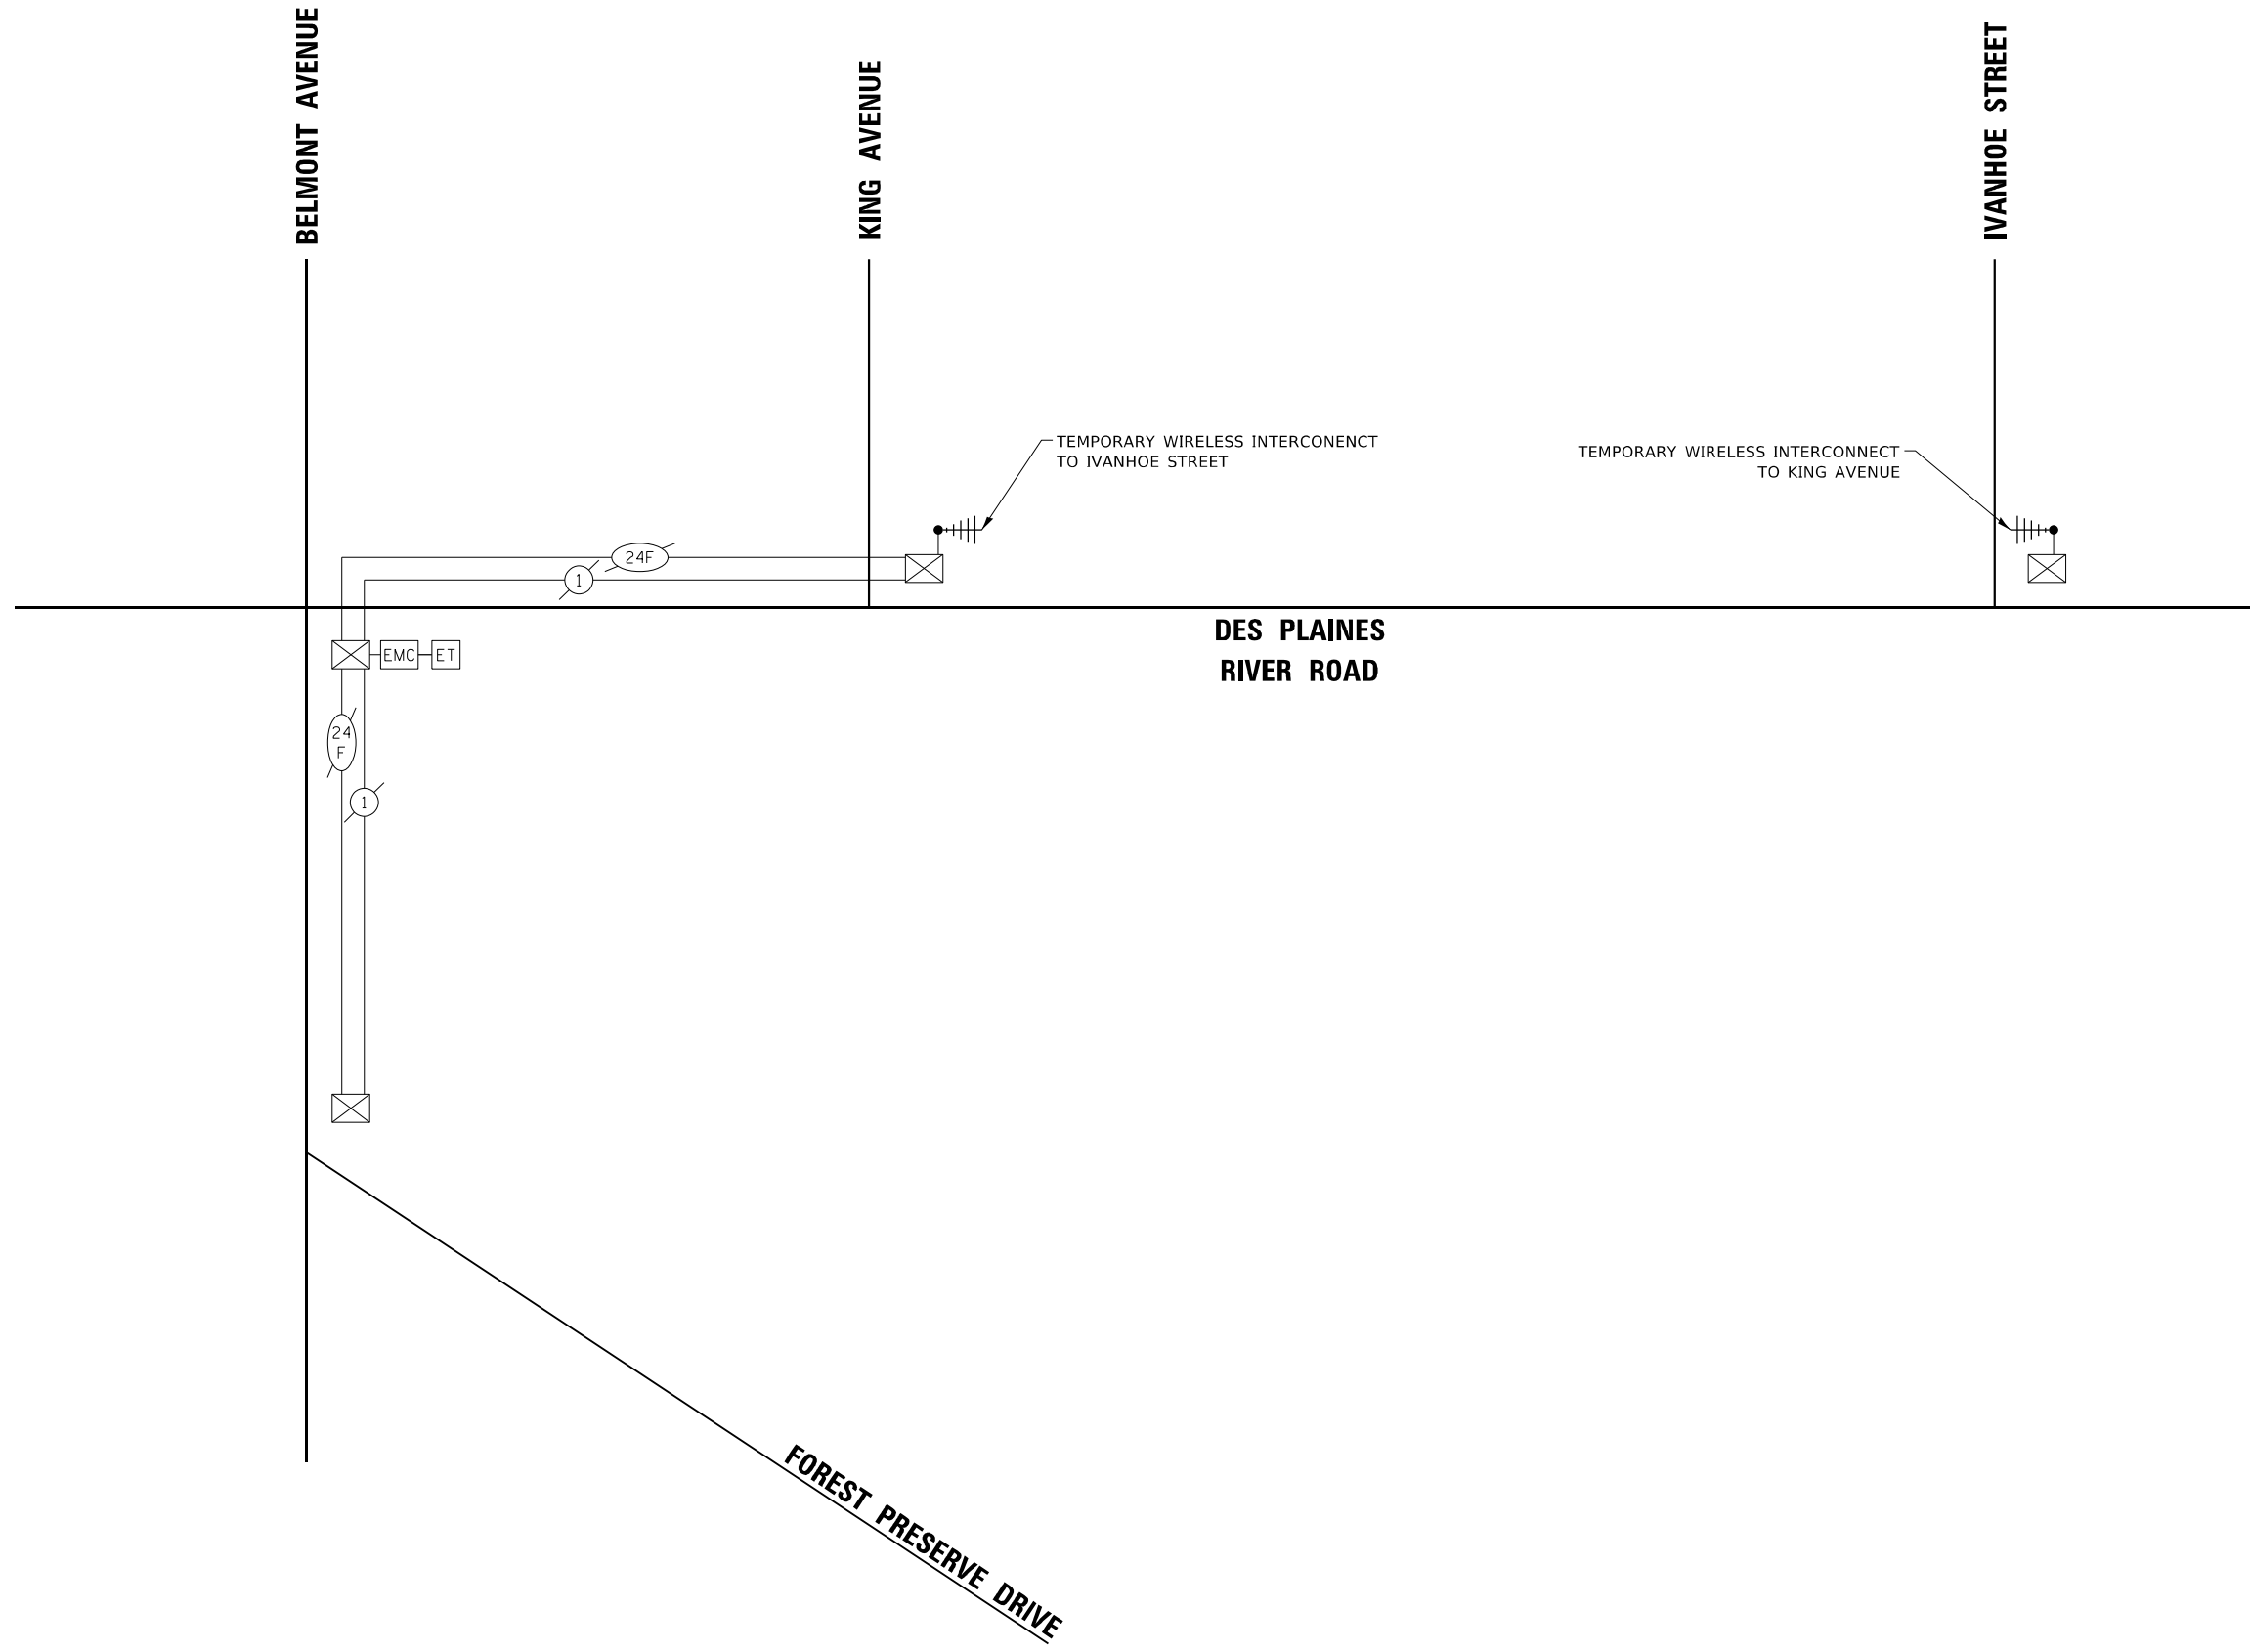 BELMONT AVENUE
KING AVENUE
IVANHOE STREET
TEMPORARY WIRELESS INTERCONENCT
TO IVANHOE STREET
TEMPORARY WIRELESS INTERCONNECT
TO KING AVENUE
24F
1
DES PLAINES
RIVER ROAD
EMC
ET
24
F
1
FOREST PRESERVE DRIVE